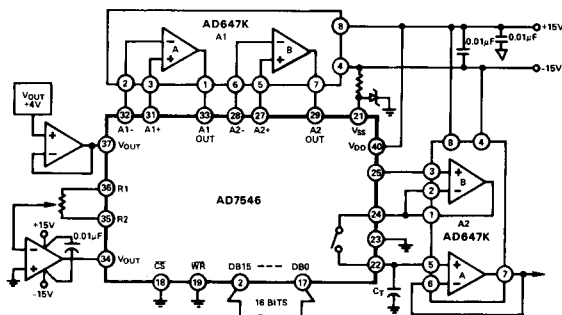 AD647K
A1
8
+15V
0.01μF
0.01μF
A
B
4
-15V
2
3
1
6
5
7
VOUT
+4V
32
31
33
28
27
29
21
A1-
A1+
A1
OUT
A2-
A2+
A2
OUT
VSS
8
4
37
VOUT
VDD
40
25
3
B
2
36
R1
AD7546
24
1
A2
35
R2
23
AD647K
+15V
0.01μF
22
5
A
7
34
VOUT
CS
WR
DB15
DB0
CT
6
-15V
18
19
2
17
16 BITS